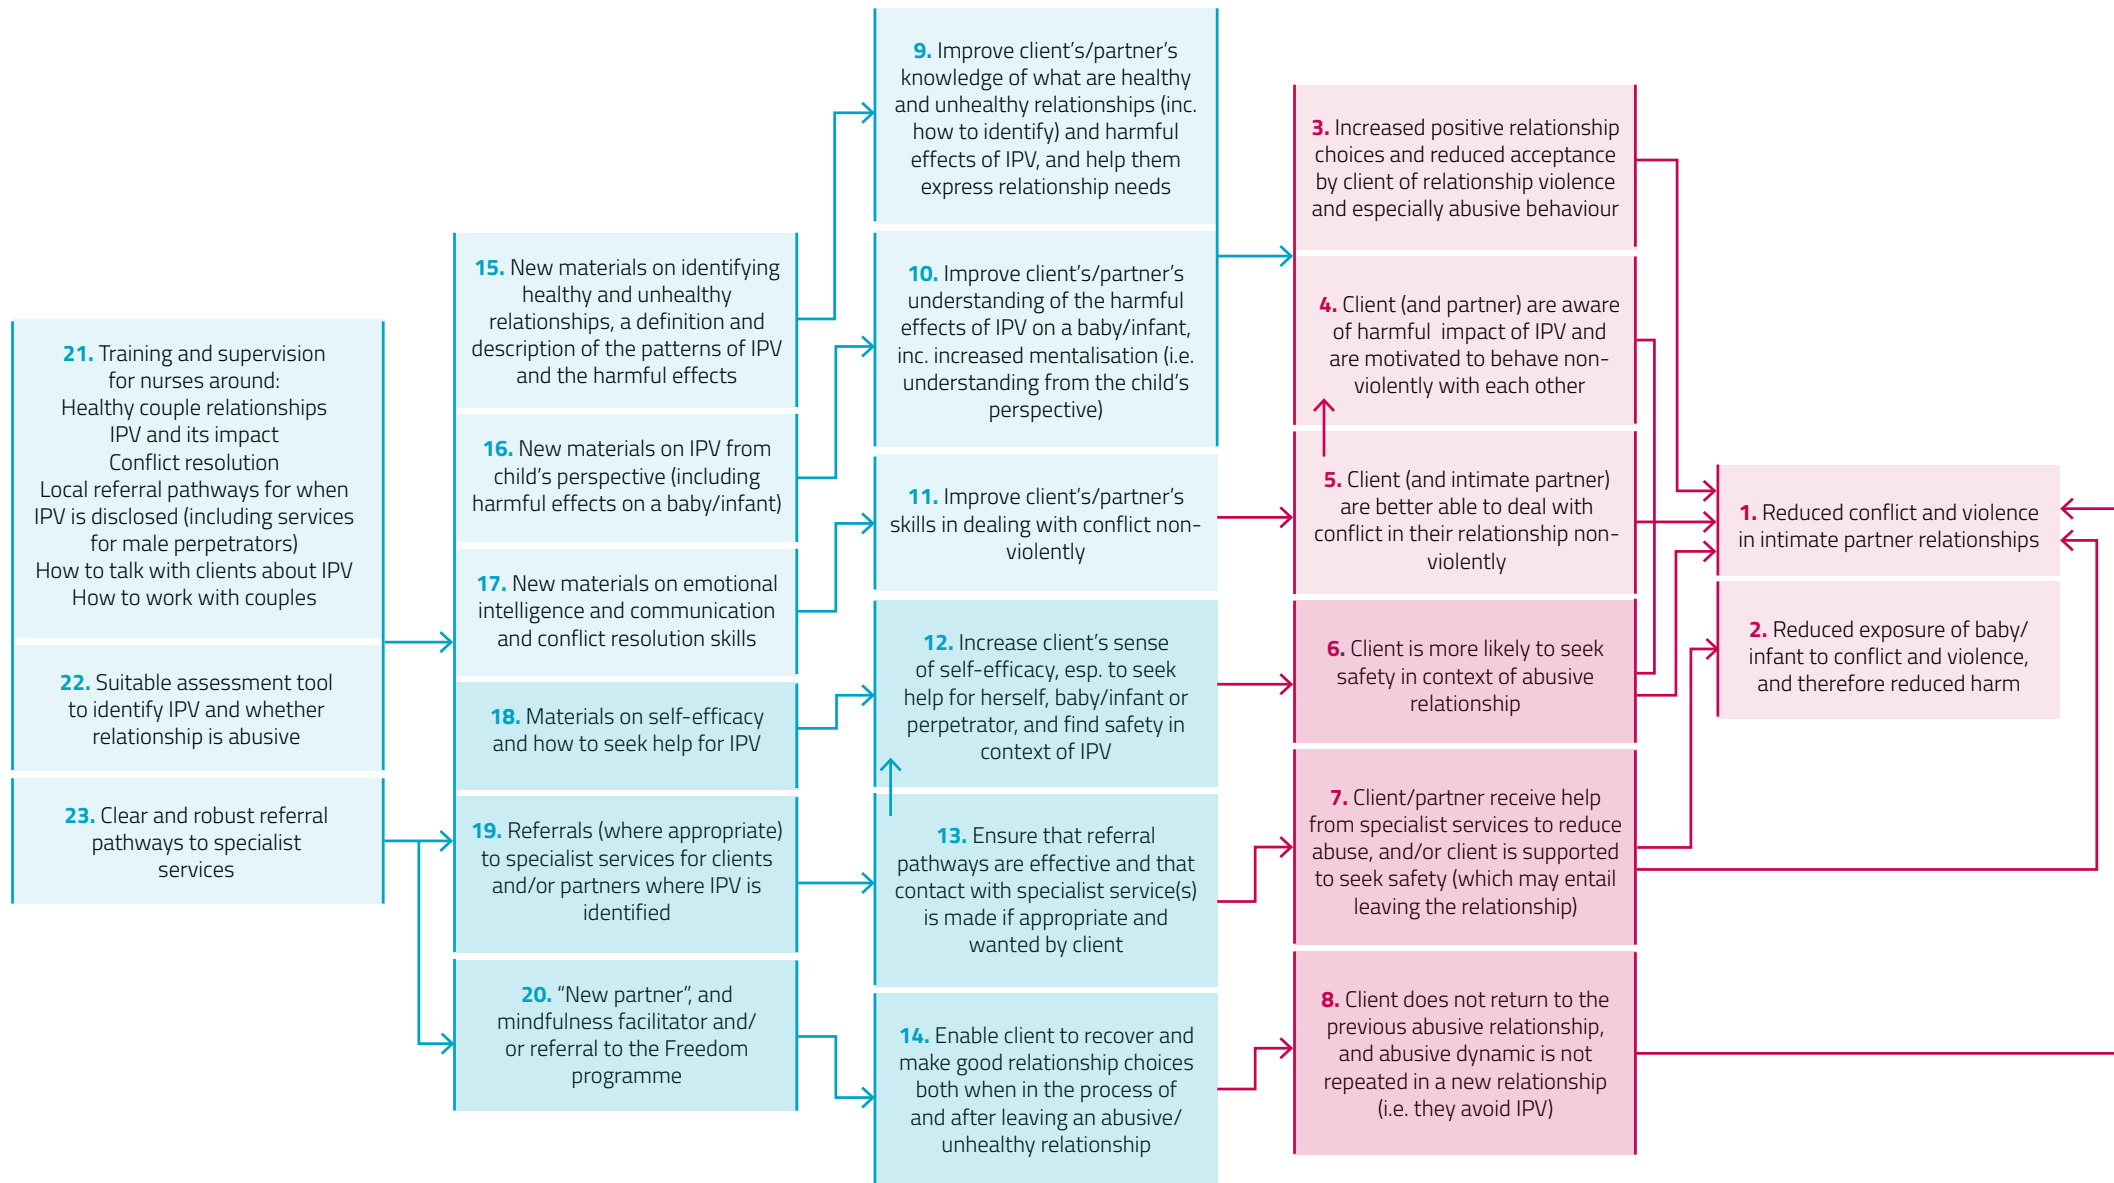 21. Training and supervision
for nurses around:
Healthy couple relationships
IPV and its impact
Conflict resolution
Local referral pathways for when
IPV is disclosed (including services
for male perpetrators)
How to talk with clients about IPV
How to work with couples
22. Suitable assessment tool
to identify IPV and whether
relationship is abusive
23. Clear and robust referral
pathways to specialist
services
15. New materials on identifying
healthy and unhealthy
relationships, a definition and
description of the patterns of IPV
and the harmful effects
16. New materials on IPV from
child’s perspective (including
harmful effects on a baby/infant)
17. New materials on emotional
intelligence and communication
and conflict resolution skills
18. Materials on self-efficacy
and how to seek help for IPV
19. Referrals (where appropriate)
to specialist services for clients
and/or partners where IPV is
identified
20. “New partner”, and
mindfulness facilitator and/
or referral to the Freedom
programme
9. Improve client’s/partner’s
knowledge of what are healthy
and unhealthy relationships (inc.
how to identify) and harmful
effects of IPV, and help them
express relationship needs
10. Improve client’s/partner’s
understanding of the harmful
effects of IPV on a baby/infant,
inc. increased mentalisation (i.e.
understanding from the child’s
perspective)
11. Improve client’s/partner’s
skills in dealing with conflict non-
violently
12. Increase client’s sense
of self-efficacy, esp. to seek
help for herself, baby/infant or
perpetrator, and find safety in
context of IPV
13. Ensure that referral
pathways are effective and that
contact with specialist service(s)
is made if appropriate and
wanted by client
14. Enable client to recover and
make good relationship choices
both when in the process of
and after leaving an abusive/
unhealthy relationship
3. Increased positive relationship
choices and reduced acceptance
by client of relationship violence
and especially abusive behaviour
4. Client (and partner) are aware
of harmful impact of IPV and
are motivated to behave non-
violently with each other
5. Client (and intimate partner)
are better able to deal with
conflict in their relationship non-
violently
6. Client is more likely to seek
safety in context of abusive
relationship
7. Client/partner receive help
from specialist services to reduce
abuse, and/or client is supported
to seek safety (which may entail
leaving the relationship)
8. Client does not return to the
previous abusive relationship,
and abusive dynamic is not
repeated in a new relationship
(i.e. they avoid IPV)
1. Reduced conflict and violence
in intimate partner relationships
2. Reduced exposure of baby/
infant to conflict and violence,
and therefore reduced harm